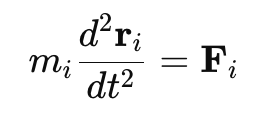 $m_i \frac{d^2 \mathbf{r}_i}{dt^2} = \mathbf{F}_i$